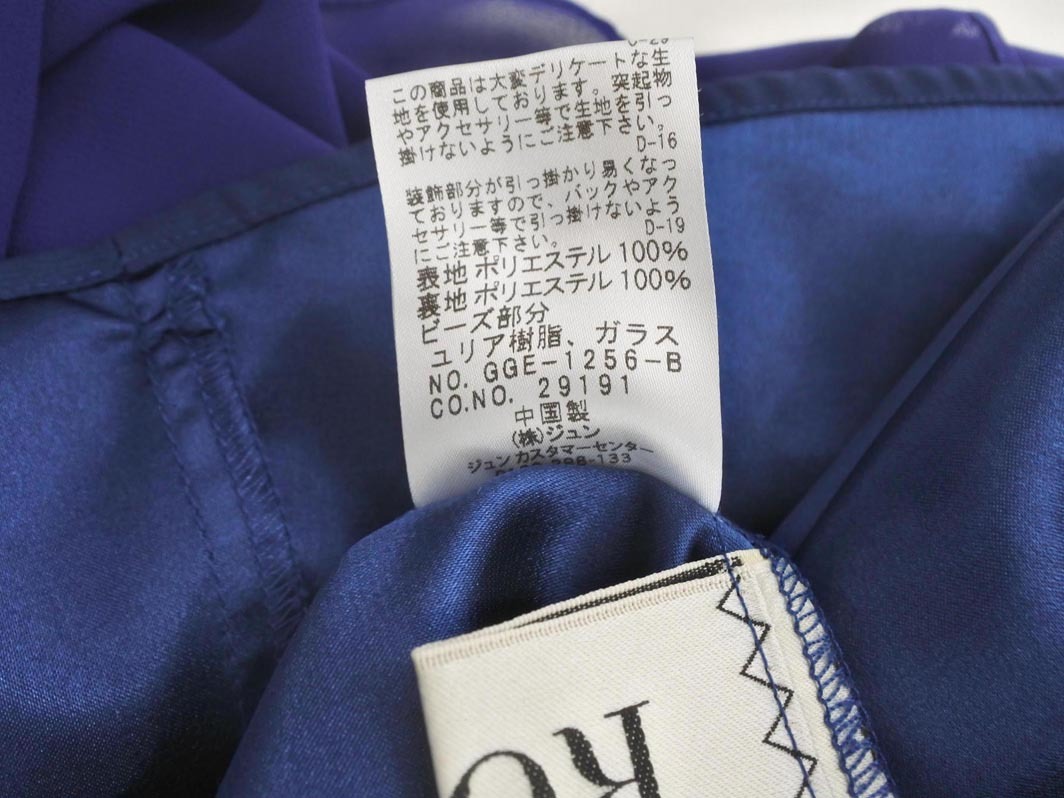 この商品は大変デリケートな生
地を使用しております。突起物
やアクセサリー等で生地を引っ
掛けないようにご注意下さい。
D-16
装飾部分が引っ掛かり易くなっ
ておりますので、バックやアク
セサリー等で引っ掛けないよう
にご注意下さい。
D-19
表地 ポリエステル 100%
裏地 ポリエステル 100%
ビーズ部分
ユリア樹脂、ガラス
NO. GGE-1256-B
CO.NO. 29191
中国製
(株)ジュン
ジュンカスタマーセンター
RO